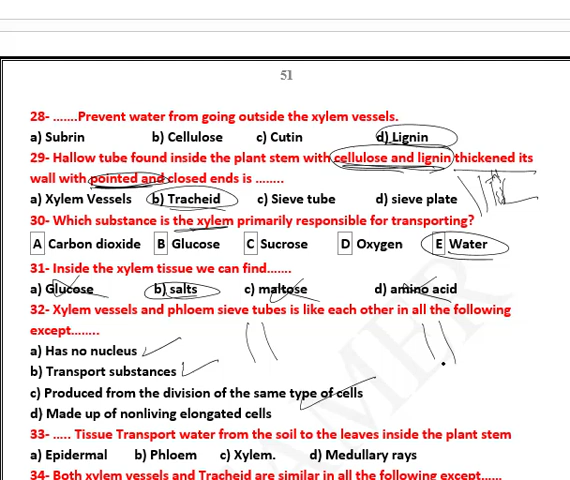 51
28- .......Prevent water from going outside the xylem vessels.
a) Subrin b) Cellulose c) Cutin d) Lignin
29- Hallow tube found inside the plant stem with cellulose and lignin thickened its
wall with pointed and closed ends is ........
a) Xylem Vessels b) Tracheid c) Sieve tube d) sieve plate
30- Which substance is the xylem primarily responsible for transporting?
A Carbon dioxide B Glucose C Sucrose D Oxygen E Water
31- Inside the xylem tissue we can find.......
a) Glucose b) salts c) maltose d) amino acid
32- Xylem vessels and phloem sieve tubes is like each other in all the following
except........
a) Has no nucleus
b) Transport substances
c) Produced from the division of the same type of cells
d) Made up of nonliving elongated cells
33- ..... Tissue Transport water from the soil to the leaves inside the plant stem
a) Epidermal b) Phloem c) Xylem. d) Medullary rays
34- Both xylem vessels and Tracheid are similar in all the following except......